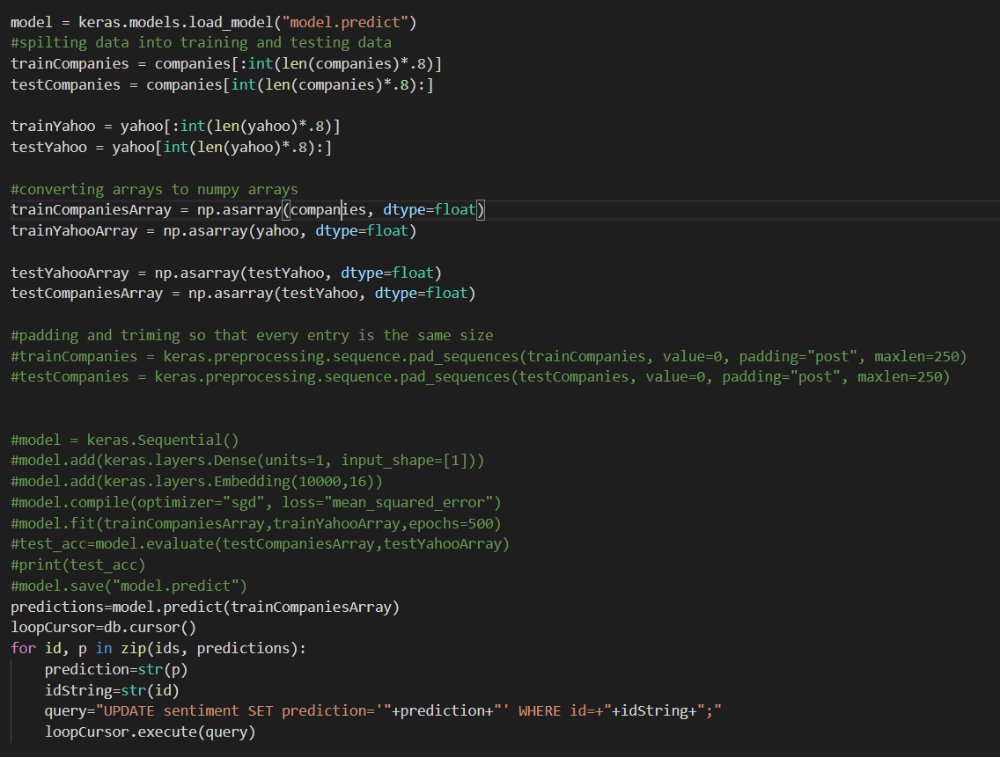 model = keras.models.load_model("model.predict")
#spilting data into training and testing data
trainCompanies = companies[:int(len(companies)*.8)]
testCompanies = companies[int(len(companies)*.8):]
trainYahoo = yahoo[:int(len(yahoo)*.8)]
testYahoo = yahoo[int(len(yahoo)*.8):]
#converting arrays to numpy arrays
trainCompaniesArray = np.asarray(companies, dtype=float)
trainYahooArray = np.asarray(yahoo, dtype=float)
testYahooArray = np.asarray(testYahoo, dtype=float)
testCompaniesArray = np.asarray(testYahoo, dtype=float)
#padding and triming so that every entry is the same size
#trainCompanies = keras.preprocessing.sequence.pad_sequences(trainCompanies, value=0, padding="post", maxlen=250)
#testCompanies = keras.preprocessing.sequence.pad_sequences(testCompanies, value=0, padding="post", maxlen=250)
#model = keras.Sequential()
#model.add(keras.layers.Dense(units=1, input_shape=[1]))
#model.add(keras.layers.Embedding(10000,16))
#model.compile(optimizer="sgd", loss="mean_squared_error")
#model.fit(trainCompaniesArray,trainYahooArray,epochs=500)
#test_acc=model.evaluate(testCompaniesArray,testYahooArray)
#print(test_acc)
#model.save("model.predict")
predictions=model.predict(trainCompaniesArray)
loopCursor=db.cursor()
for id, p in zip(ids, predictions):
    prediction=str(p)
    idString=str(id)
    query="UPDATE sentiment SET prediction='"+prediction+"' WHERE id=+"+idString+";"
    loopCursor.execute(query)